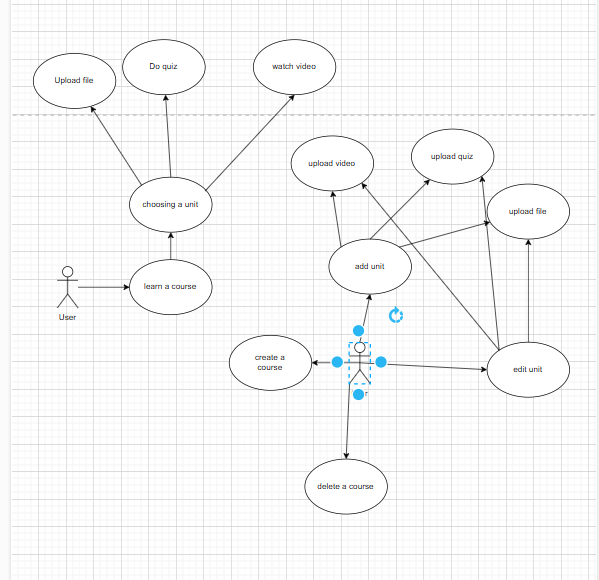 Upload file
Do quiz
watch video
upload video
upload quiz
choosing a unit
upload file
add unit
learn a course
User
create a
course
edit unit
delete a course